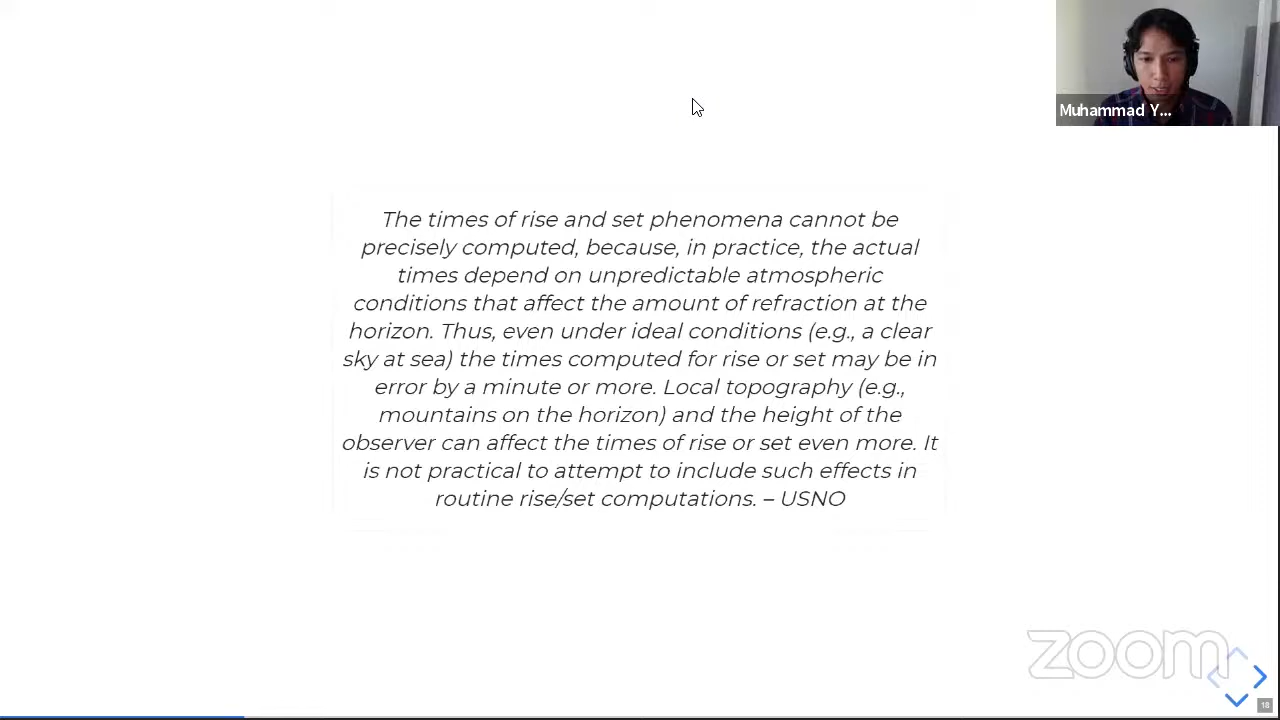 Muhammad Y...
The times of rise and set phenomena cannot be
precisely computed, because, in practice, the actual
times depend on unpredictable atmospheric
conditions that affect the amount of refraction at the
horizon. Thus, even under ideal conditions (e.g., a clear
sky at sea) the times computed for rise or set may be in
error by a minute or more. Local topography (e.g.,
mountains on the horizon) and the height of the
observer can affect the times of rise or set even more. It
is not practical to attempt to include such effects in
routine rise/set computations. – USNO
zoom
18